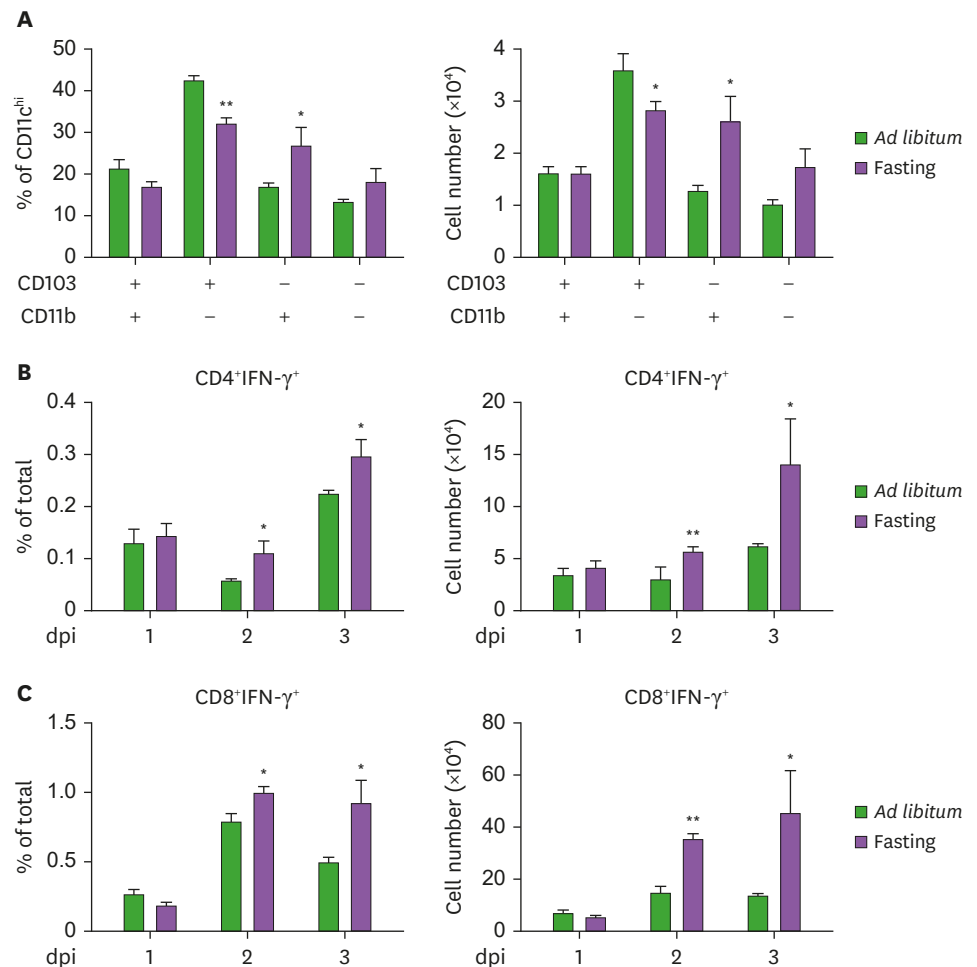 A
50
40
30
20
10
0
% of CD11c^hi
** *
CD103 + + – –
CD11b + – + –
4
3
2
1
0
Cell number (×10⁴)
* *
CD103 + + – –
CD11b + – + –
Ad libitum
Fasting
B
CD4⁺IFN-γ⁺
0.4
0.3
0.2
0.1
0
% of total
* *
dpi 1 2 3
CD4⁺IFN-γ⁺
20
15
10
5
0
Cell number (×10⁴)
** *
dpi 1 2 3
Ad libitum
Fasting
C
CD8⁺IFN-γ⁺
1.5
1.0
0.5
0
% of total
* *
dpi 1 2 3
CD8⁺IFN-γ⁺
80
60
40
20
0
Cell number (×10⁴)
** *
dpi 1 2 3
Ad libitum
Fasting